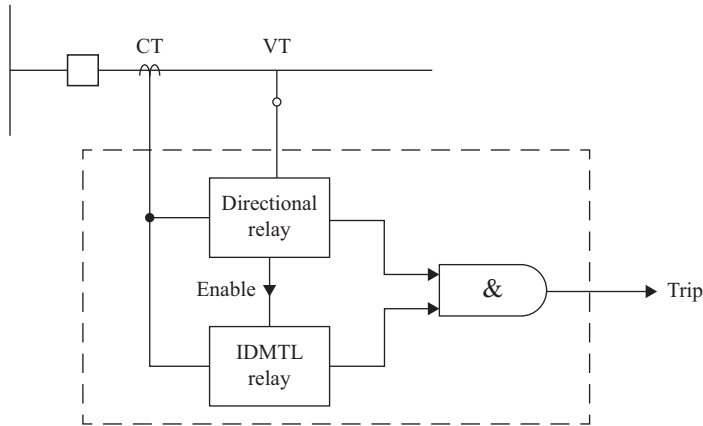 CT
VT
Directional
relay
Enable
&
Trip
IDMTL
relay